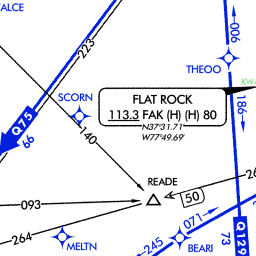 ALCE
223
006
THEOO
KW
SCORN
FLAT ROCK
113.3 FAK (H) (H) 80
N37°31.71'
W77°49.69'
186
Q75
66
140
READE
26
50
093
071
264
MELTN
245
BEARI
Q129
73